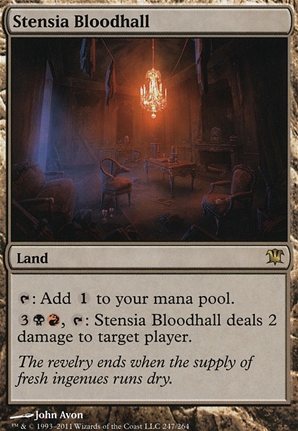 Stensia Bloodhall
Land
: Add 1 to your mana pool.
3, : Stensia Bloodhall deals 2
damage to target player.
The revelry ends when the supply of
fresh ingenues runs dry.
John Avon
™ & © 1993–2011 Wizards of the Coast LLC 247/264